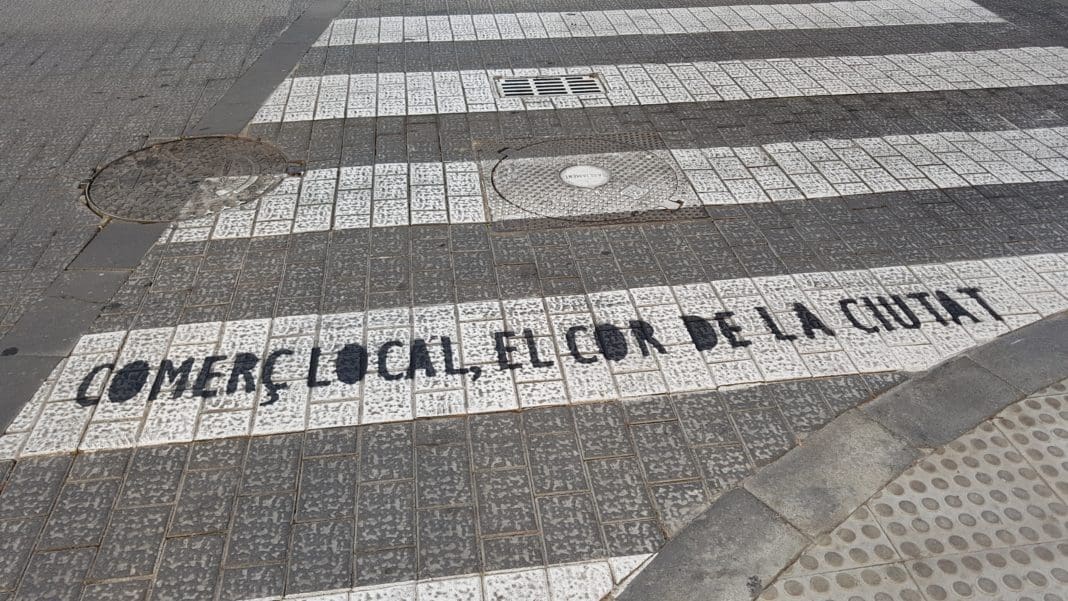 COMERÇ LOCAL, EL COR DE LA CIUTAT